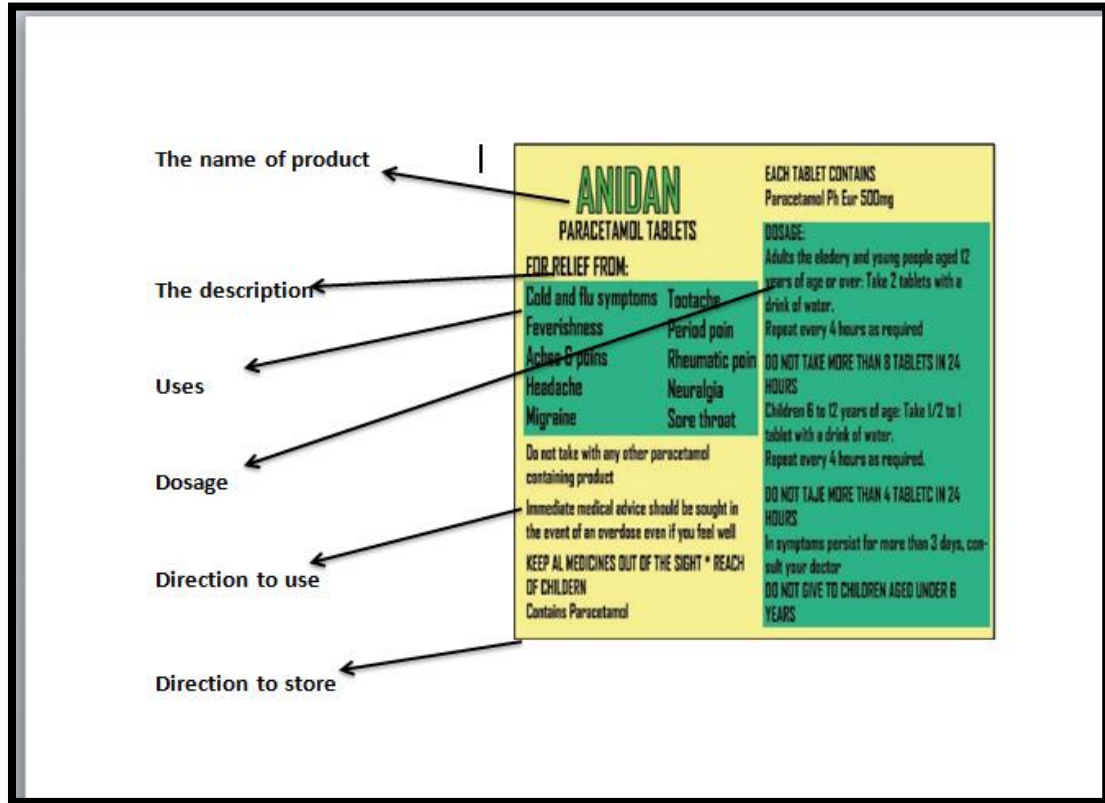 The name of product
The description
Uses
Dosage
Direction to use
Direction to store
ANIDAN
PARACETAMOL TABLETS
FOR RELIEF FROM:
Cold and flu symptoms Tootache
Feverishness Period poin
Aches & poins Rheumatic poin
Headache Neuralgia
Migraine Sore throat
Do not take with any other paracetamol
containing product
Immediate medical advice should be sought in
the event of an overdose even if you feel well
KEEP AL MEDICINES OUT OF THE SIGHT * REACH
OF CHILDERN
Contains Paracetamol
EACH TABLET CONTAINS
Paracetamol Ph Eur 500mg
DOSAGE:
Adults the eledery and young people aged 12
years of age or over: Take 2 tablets with a
drink of water.
Repeat every 4 hours as required
DO NOT TAKE MORE THAN 8 TABLETS IN 24
HOURS
Children 6 to 12 years of age: Take 1/2 to 1
tablet with a drink of water.
Repeat every 4 hours as required.
DO NOT TAJE MORE THAN 4 TABLETC IN 24
HOURS
In symptoms persist for more than 3 days, con-
sult your doctor
DO NOT GIVE TO CHILDREN AGED UNDER 6
YEARS